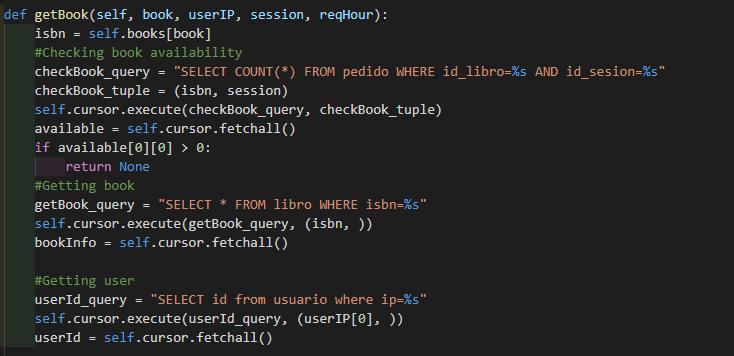 def getBook(self, book, userIP, session, reqHour):
isbn = self.books[book]
#Checking book availability
checkBook_query = "SELECT COUNT(*) FROM pedido WHERE id_libro=%s AND id_sesion=%s"
checkBook_tuple = (isbn, session)
self.cursor.execute(checkBook_query, checkBook_tuple)
available = self.cursor.fetchall()
if available[0][0] > 0:
return None
#Getting book
getBook_query = "SELECT * FROM libro WHERE isbn=%s"
self.cursor.execute(getBook_query, (isbn, ))
bookInfo = self.cursor.fetchall()
#Getting user
userId_query = "SELECT id from usuario where ip=%s"
self.cursor.execute(userId_query, (userIP[0], ))
userId = self.cursor.fetchall()